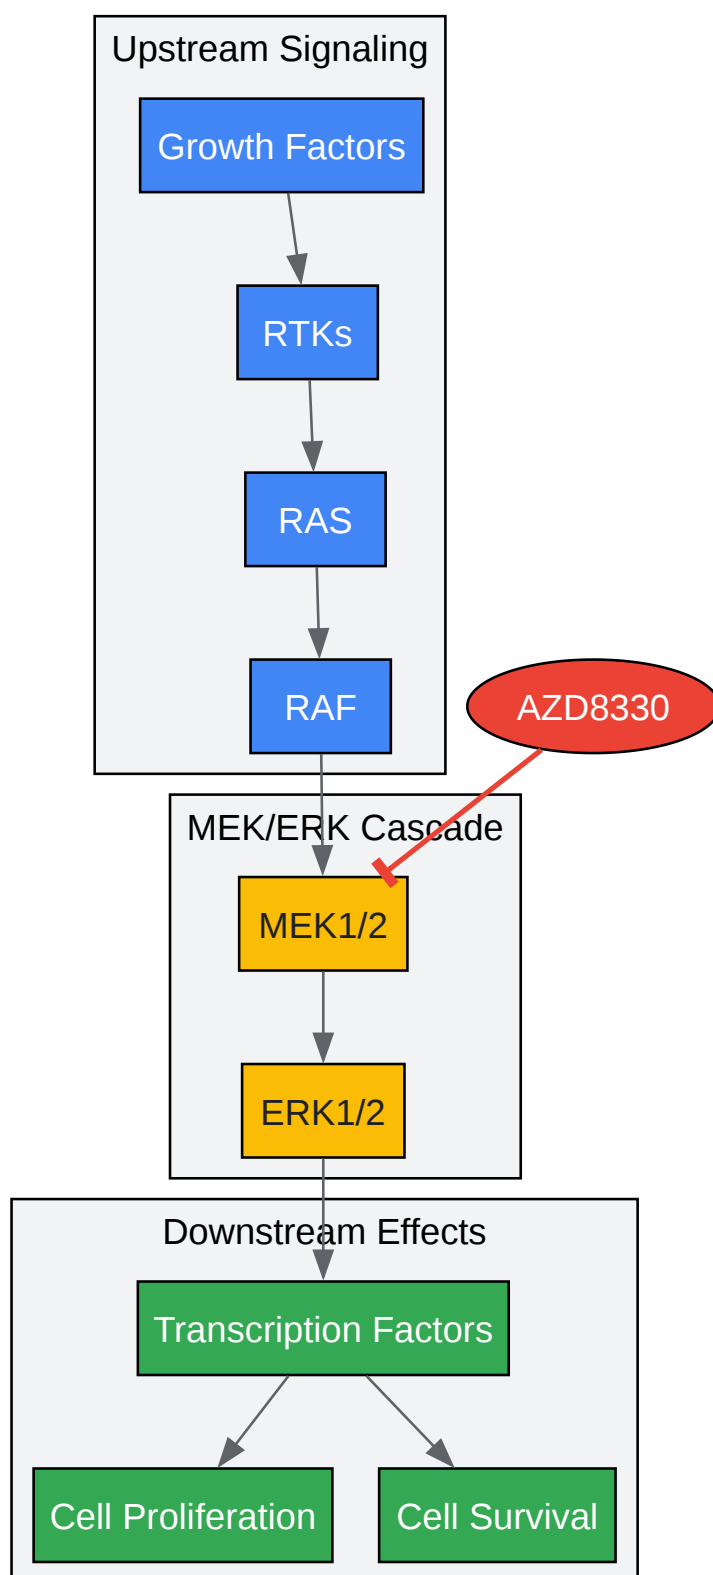 Upstream Signaling
Growth Factors
RTKs
RAS
RAF
AZD8330
MEK/ERK Cascade
MEK1/2
ERK1/2
Downstream Effects
Transcription Factors
Cell Proliferation
Cell Survival